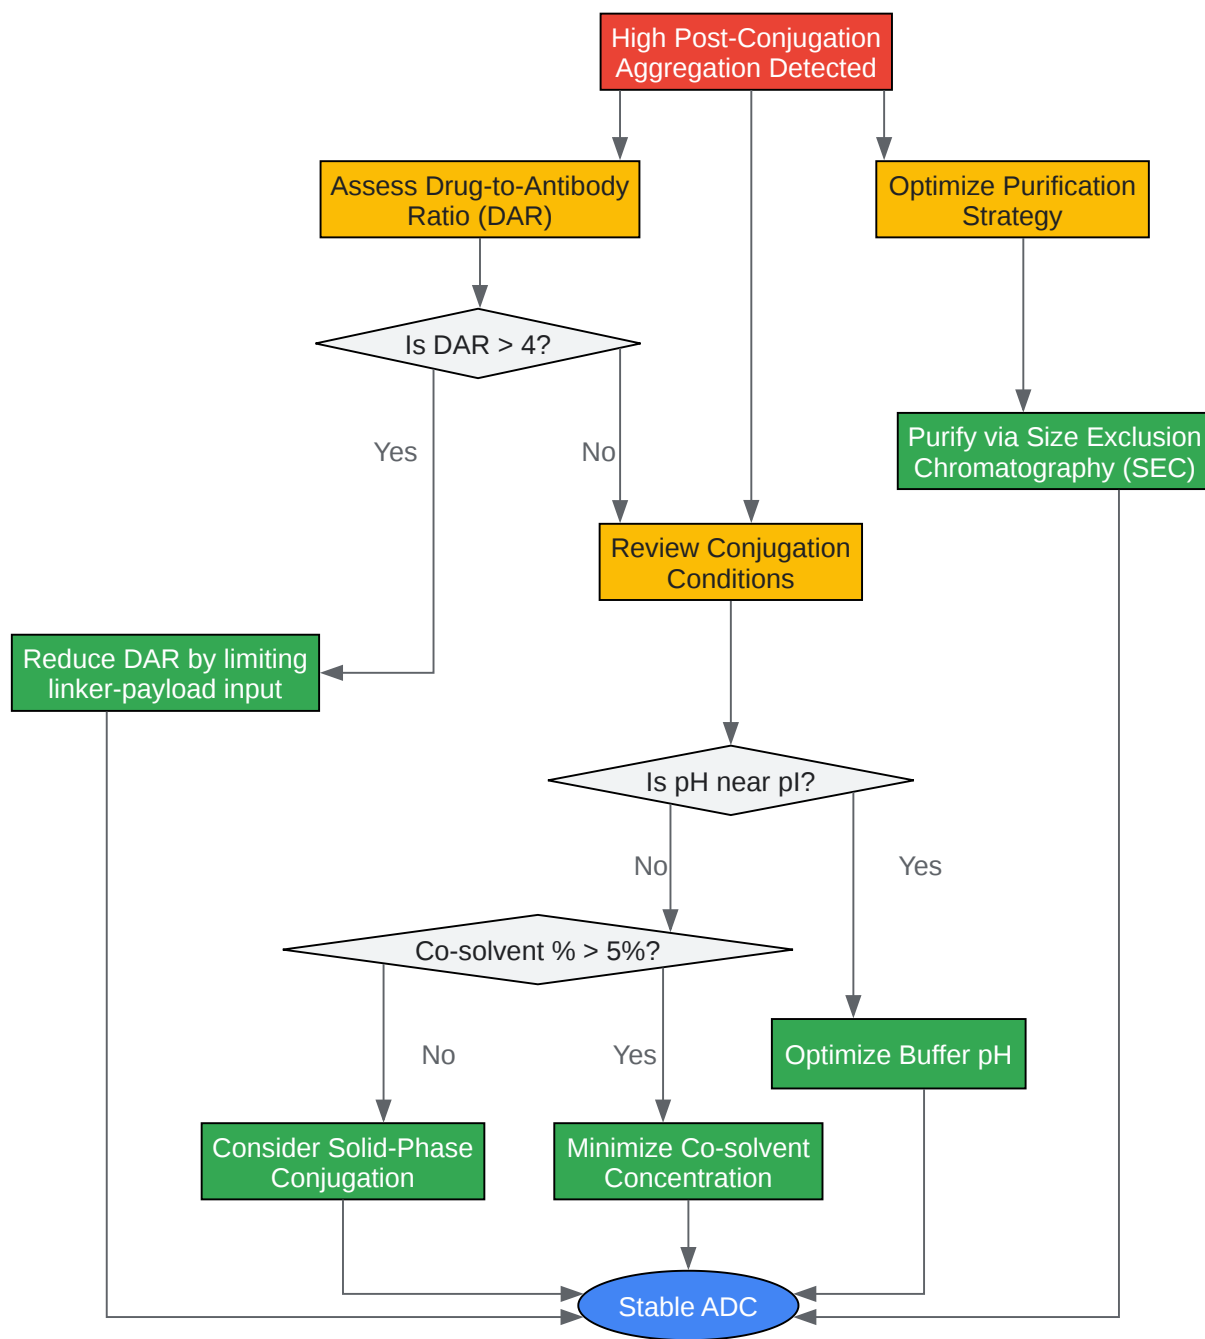 High Post-Conjugation
Aggregation Detected
Assess Drug-to-Antibody
Ratio (DAR)
Optimize Purification
Strategy
Is DAR > 4?
Yes
No
Purify via Size Exclusion
Chromatography (SEC)
Review Conjugation
Conditions
Reduce DAR by limiting
linker-payload input
Is pH near pI?
No
Yes
Co-solvent % > 5%?
No
Yes
Optimize Buffer pH
Consider Solid-Phase
Conjugation
Minimize Co-solvent
Concentration
Stable ADC